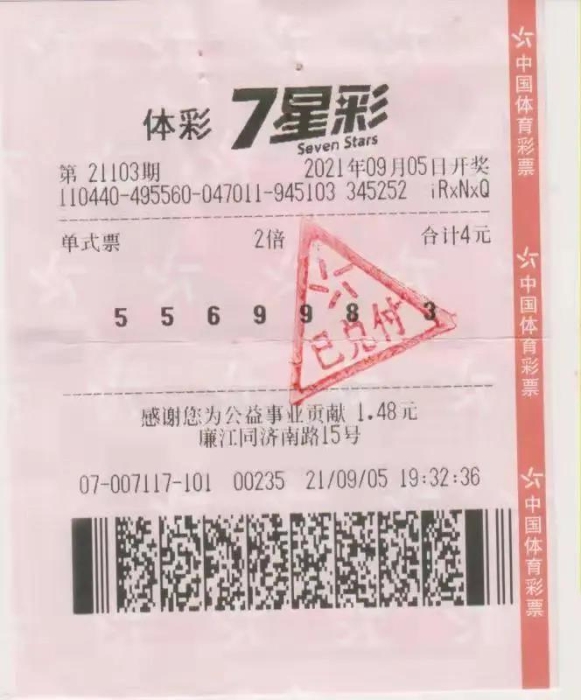 体彩 7星彩
Seven Stars
第 21103期 2021年09月05日开奖
110440-495560-047011-945103 345252 iRxNxQ
单式票 2倍 合计4元
5 5 6 9 9 8 3
已兑付
感谢您为公益事业贡献 1.48元
廉江同济南路15号
07-007117-101 00235 21/09/05 19:32:36
中国体育彩票
中国体育彩票
中国体育彩票